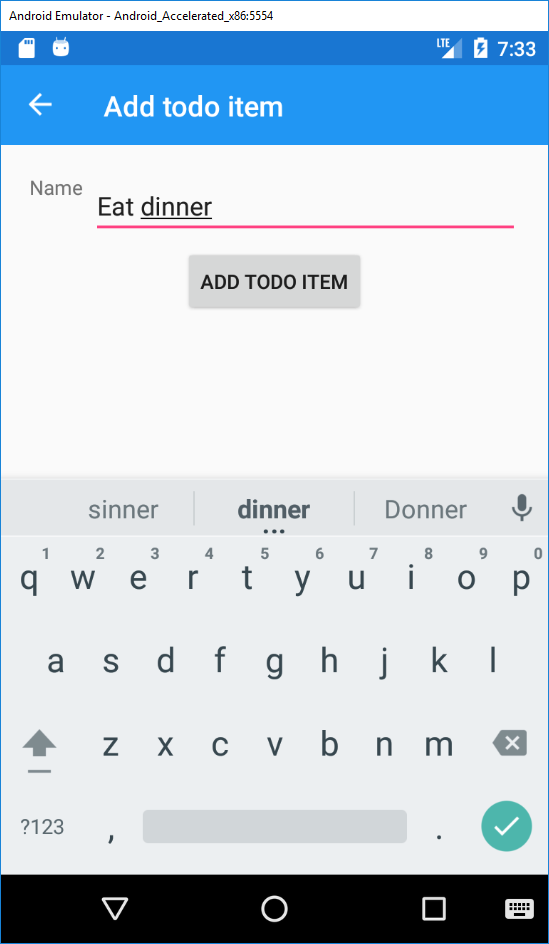 Android Emulator - Android_Accelerated_x86:5554
LTE 7:33
Add todo item
Name
Eat dinner
ADD TODO ITEM
sinner dinner Donner
1 2 3 4 5 6 7 8 9 0
q w e r t y u i o p
a s d f g h j k l
z x c v b n m
?123 , .